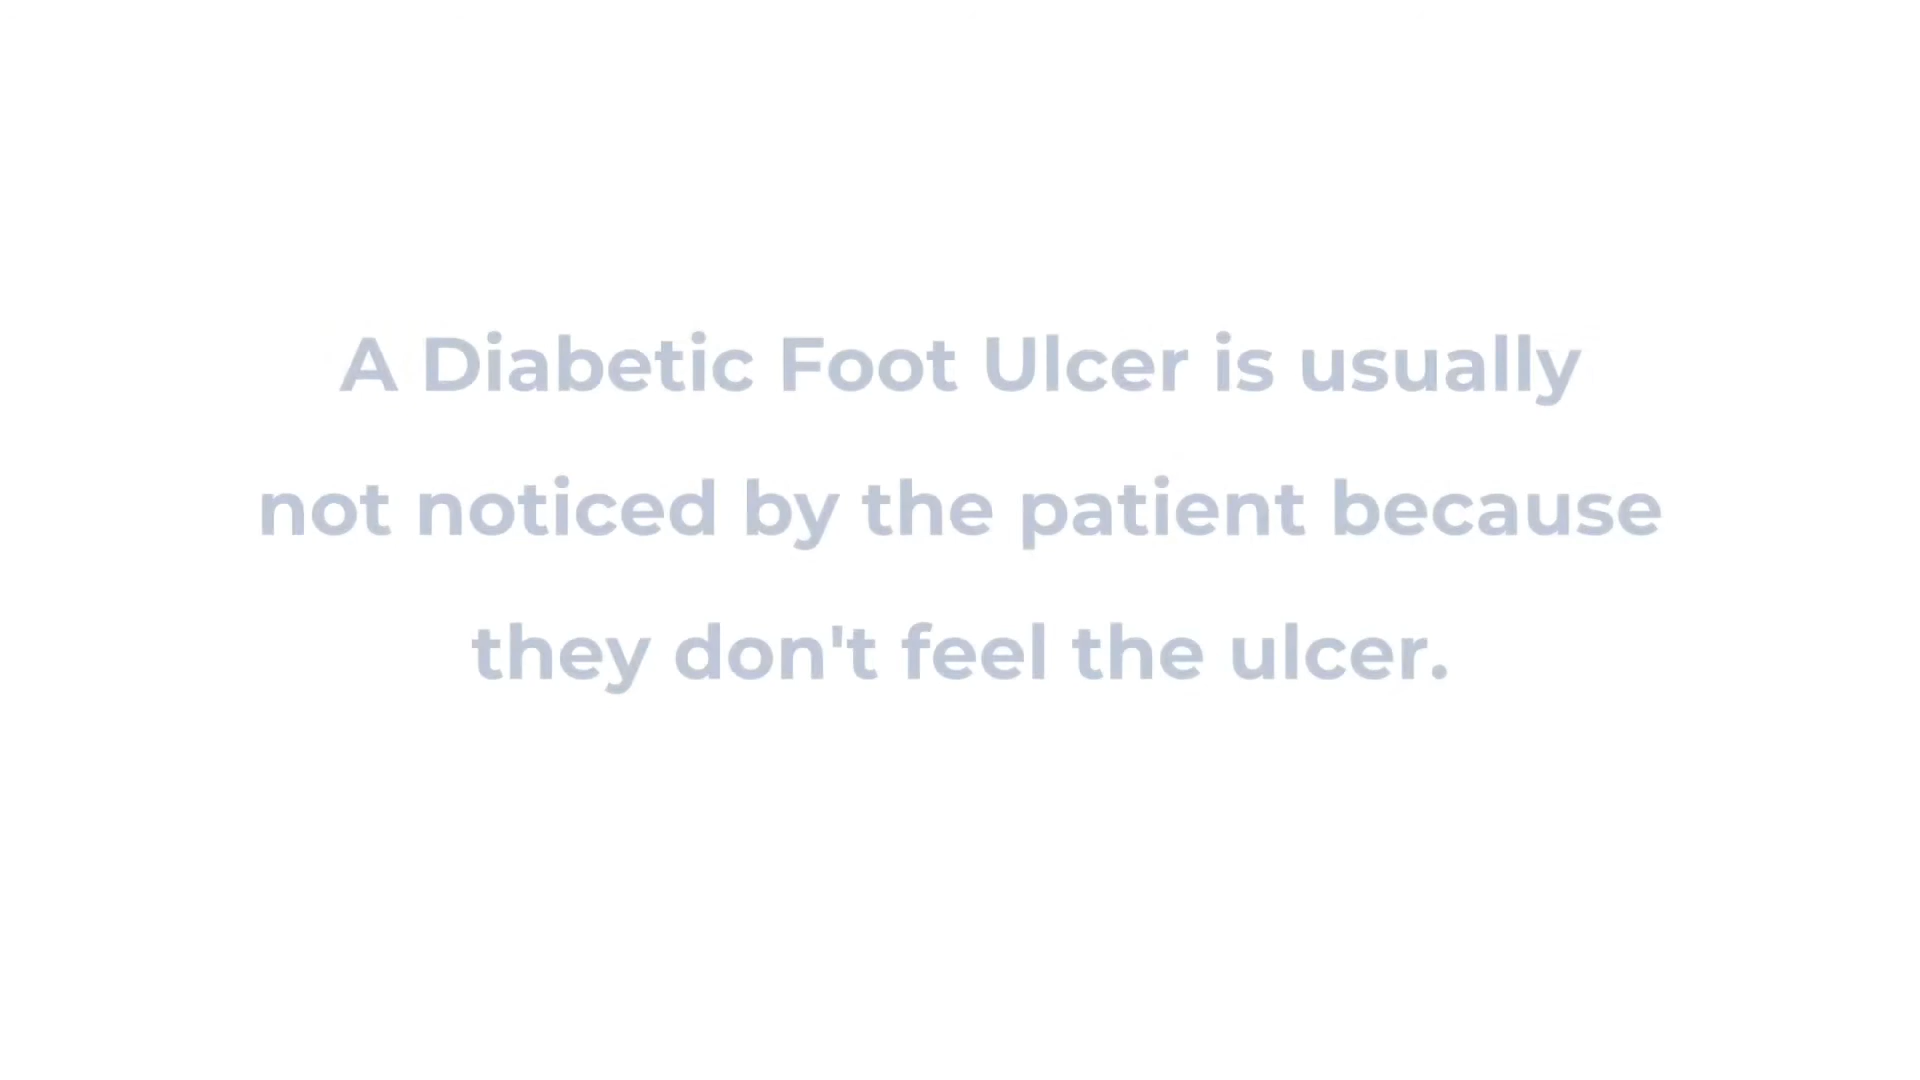 A Diabetic Foot Ulcer is usually
not noticed by the patient because
they don't feel the ulcer.